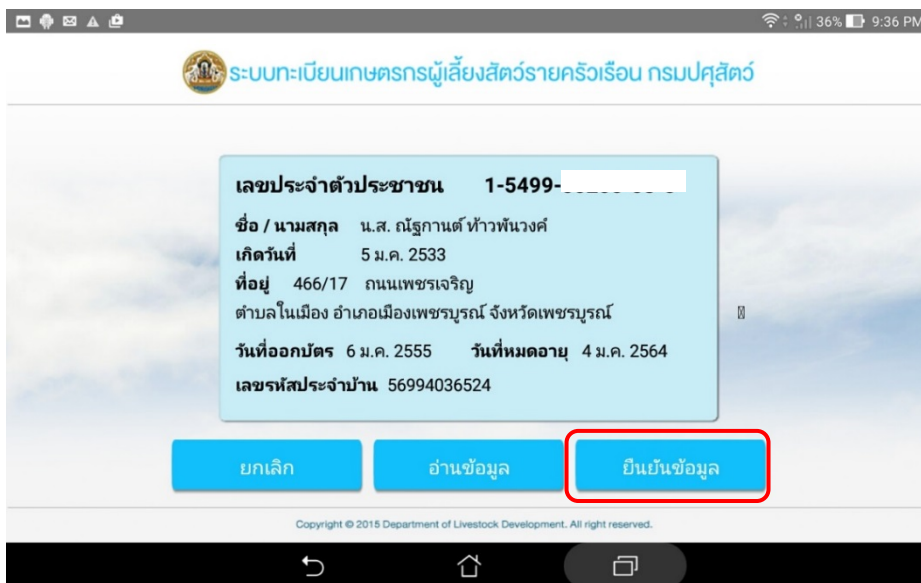 36% 9:36 PM
ระบบทะเบียนเกษตรกรผู้เลี้ยงสัตว์รายครัวเรือน กรมปศุสัตว์
เลขประจำตัวประชาชน 1-5499-
ชื่อ / นามสกุล น.ส. ณัฐกานต์ ท้าวพันวงค์
เกิดวันที่ 5 ม.ค. 2533
ที่อยู่ 466/17 ถนนเพชรเจริญ
ตำบลในเมือง อำเภอเมืองเพชรบูรณ์ จังหวัดเพชรบูรณ์
วันที่ออกบัตร 6 ม.ค. 2555 วันที่หมดอายุ 4 ม.ค. 2564
เลขรหัสประจำบ้าน 56994036524
ยกเลิก อ่านข้อมูล ยืนยันข้อมูล
Copyright © 2015 Department of Livestock Development. All right reserved.